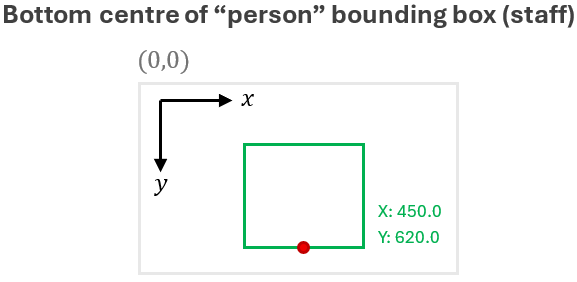 Bottom centre of “person” bounding box (staff)
(0,0)
x
y
X: 450.0
Y: 620.0